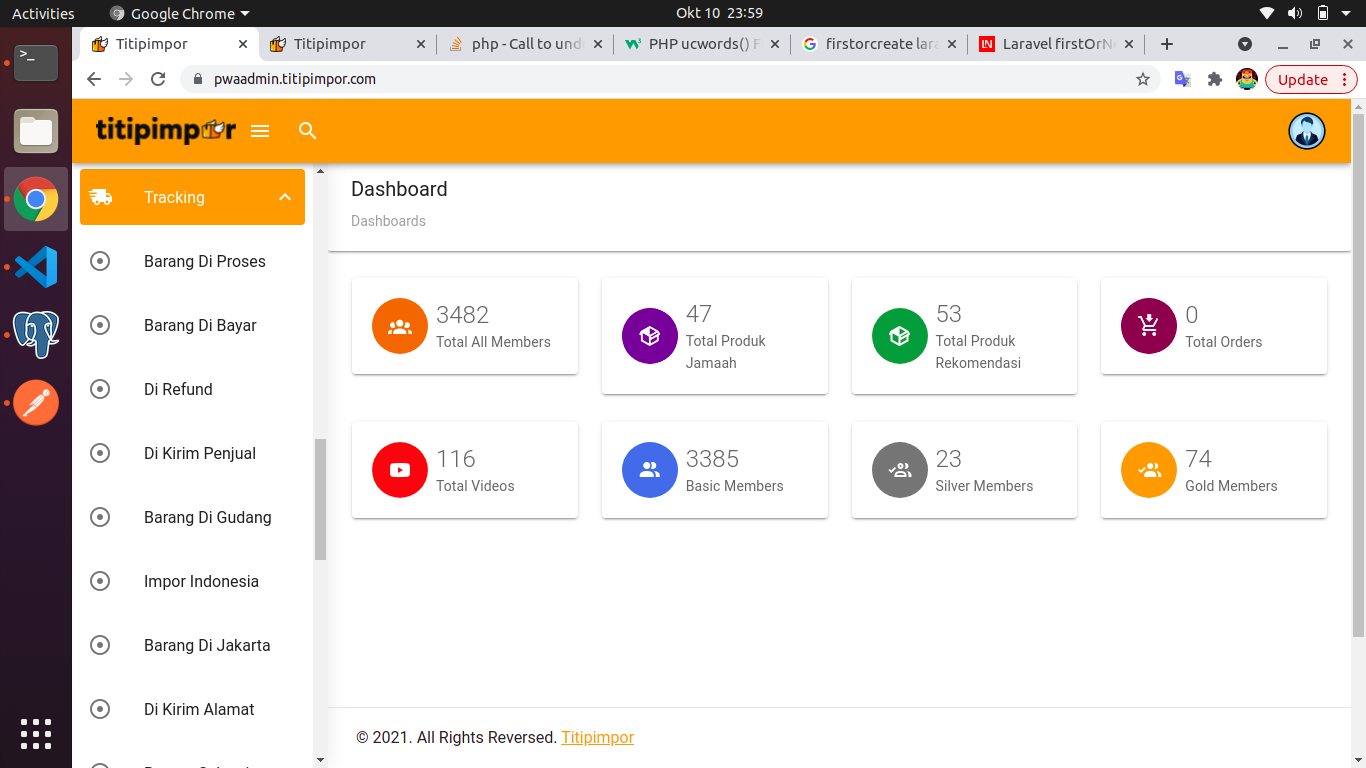 Activities
Google Chrome
Okt 10 23:59
Titipimpor
Titipimpor
php - Call to und
PHP ucwords() F
firstorcreate lara
Laravel firstOrN
pwaadmin.titipimpor.com
Update
titipimpor
Tracking
Barang Di Proses
Barang Di Bayar
Di Refund
Di Kirim Penjual
Barang Di Gudang
Impor Indonesia
Barang Di Jakarta
Di Kirim Alamat
Dashboard
Dashboards
3482
Total All Members
47
Total Produk
Jamaah
53
Total Produk
Rekomendasi
0
Total Orders
116
Total Videos
3385
Basic Members
23
Silver Members
74
Gold Members
© 2021. All Rights Reversed. Titipimpor